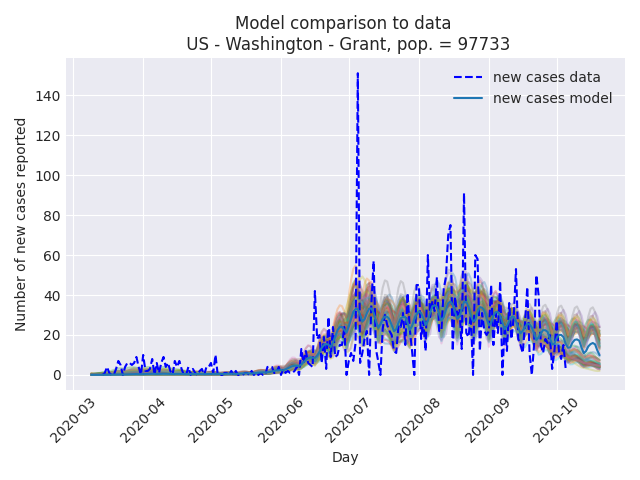 Model comparison to data
US - Washington - Grant, pop. = 97733
new cases data
new cases model
Number of new cases reported
140
120
100
80
60
40
20
0
2020-03
2020-04
2020-05
2020-06
2020-07
2020-08
2020-09
2020-10
Day